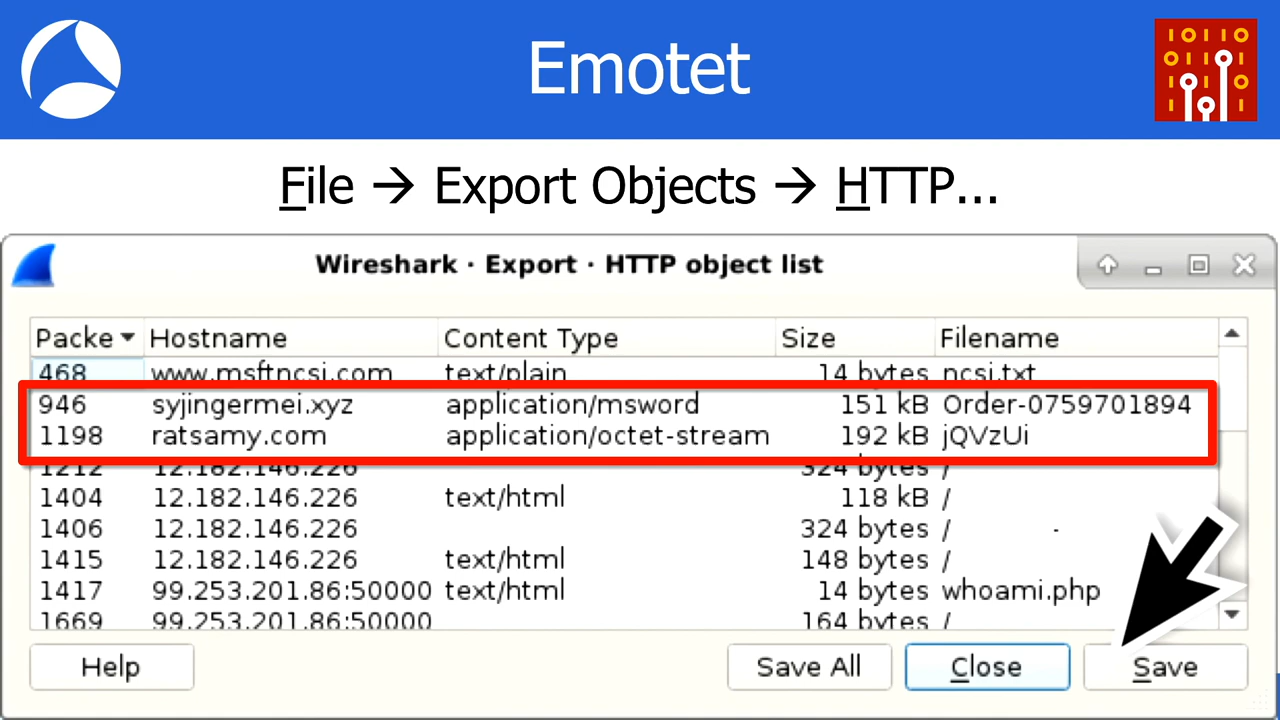 Emotet
File → Export Objects → HTTP...
Wireshark · Export · HTTP object list
Packe Hostname Content Type Size Filename
468 www.msftncsi.com text/plain 14 bytes ncsi.txt
946 syjingermei.xyz application/msword 151 kB Order-0759701894
1198 ratsamy.com application/octet-stream 192 kB jQVzUi
1212 12.182.146.226 324 bytes /
1404 12.182.146.226 text/html 118 kB /
1406 12.182.146.226 324 bytes /
1415 12.182.146.226 text/html 148 bytes /
1417 99.253.201.86:50000 text/html 14 bytes whoami.php
1669 99.253.201.86:50000 164 bytes /
Help Save All Close Save